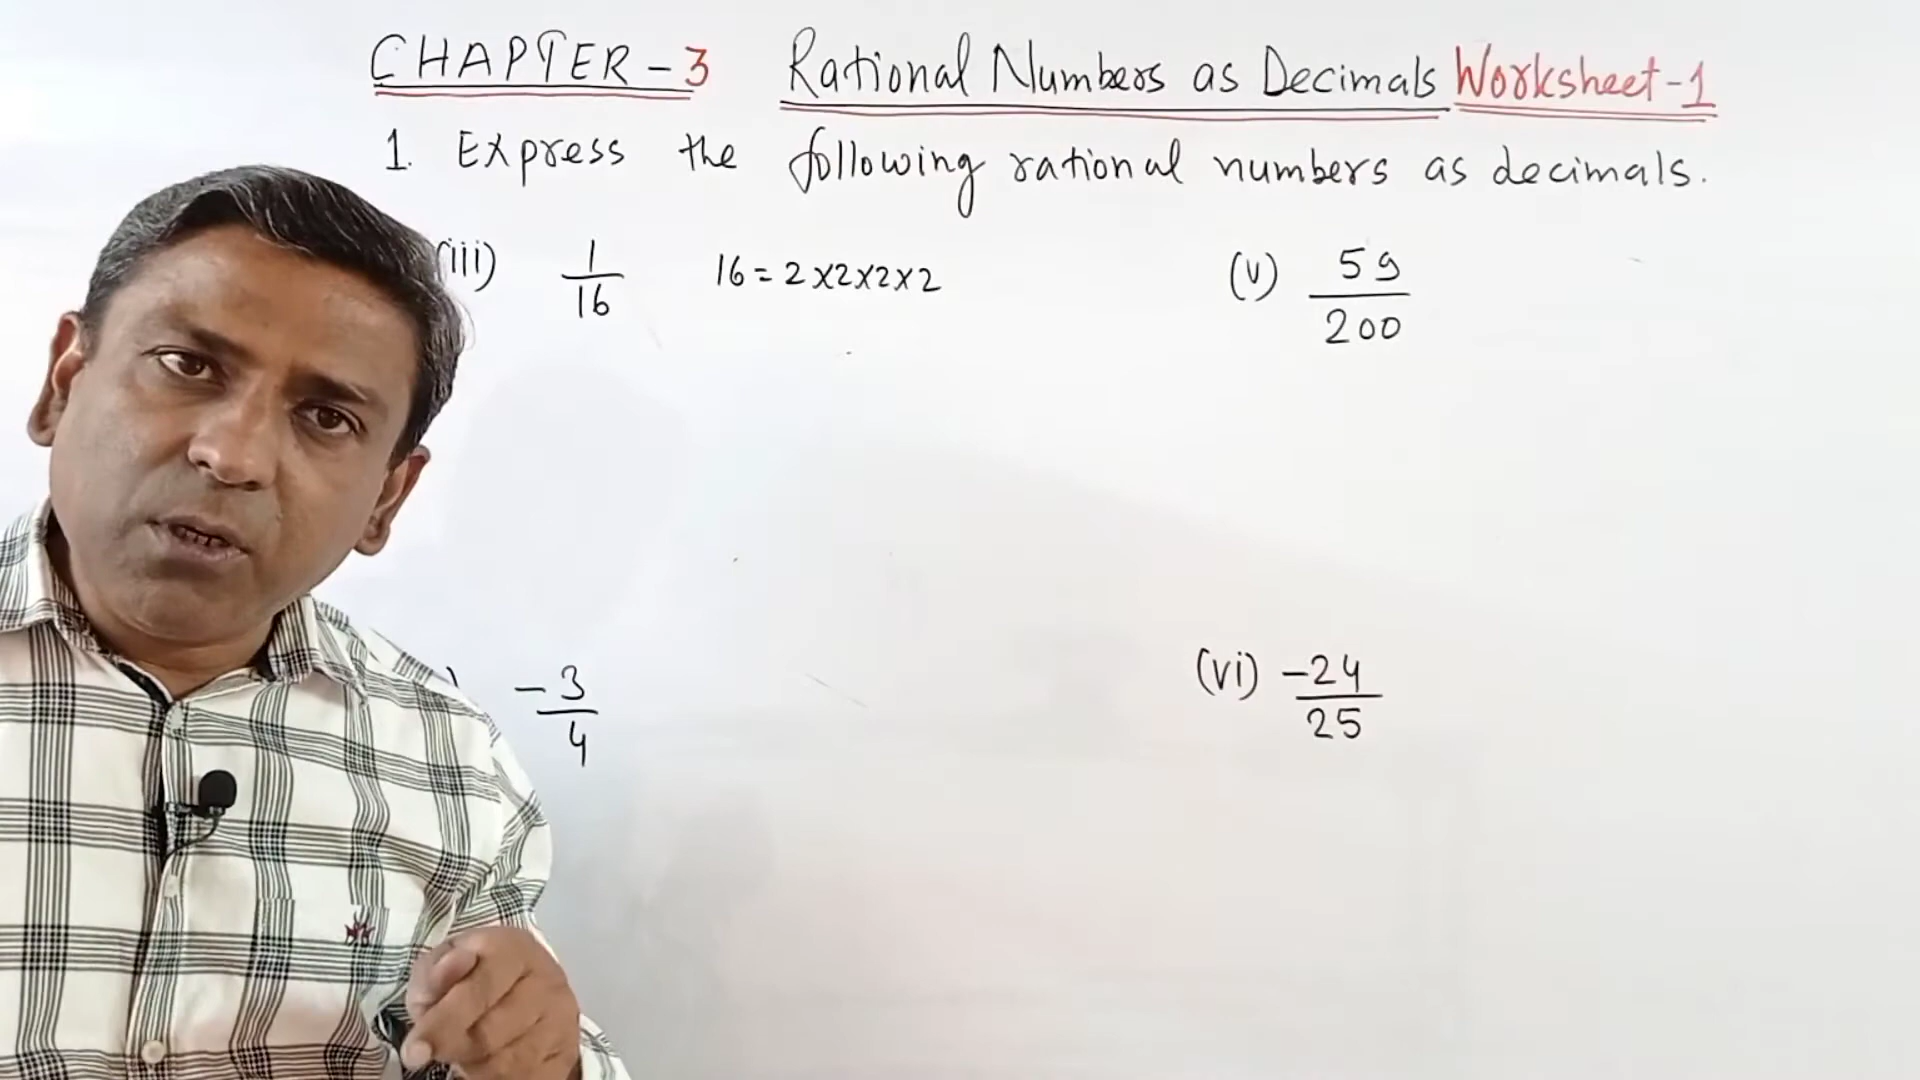 CHAPTER-3 Rational Numbers as Decimals Worksheet-1
1. Express the following rational numbers as decimals.
(iii) 1/16 16=2x2x2x2 (v) 59/200
) -3/4 (vi) -24/25